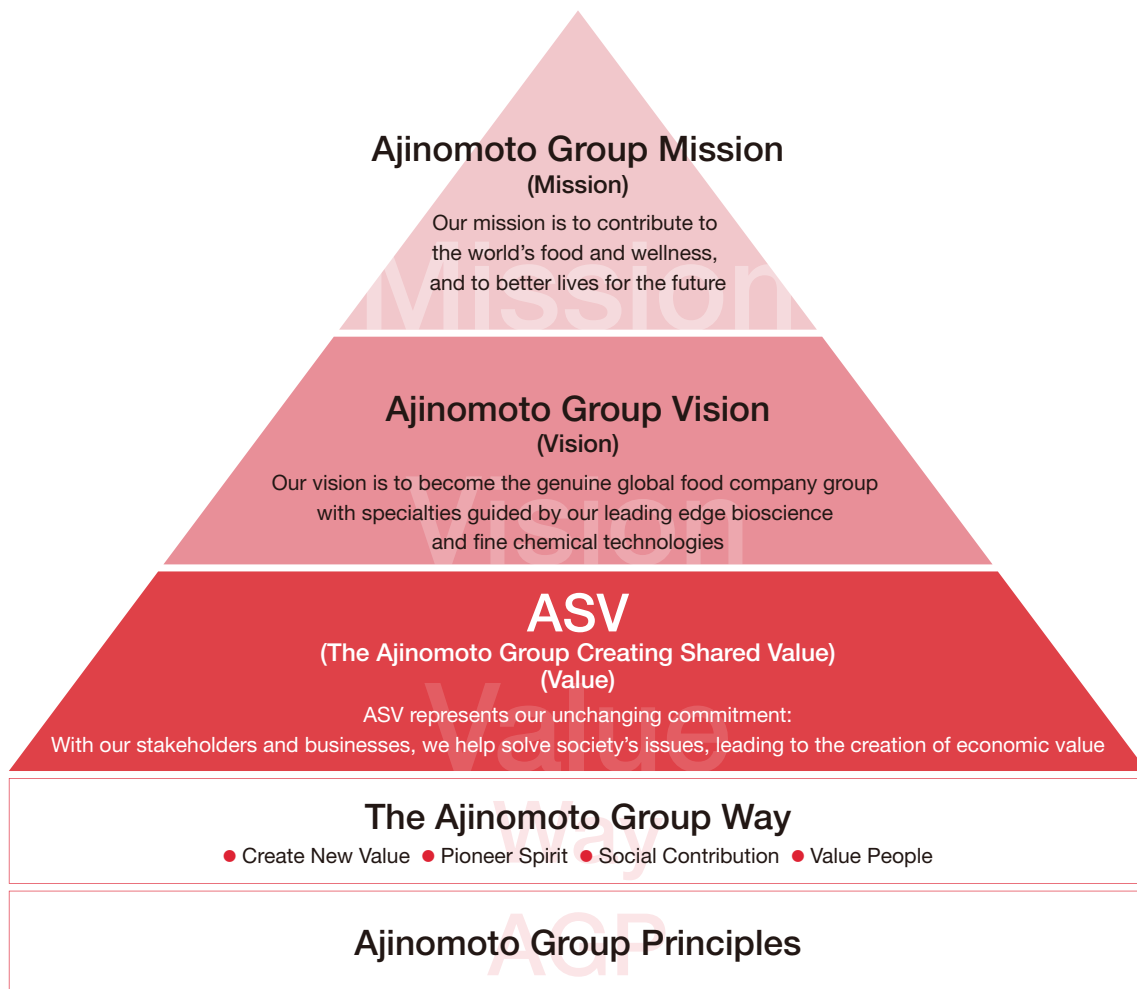 Ajinomoto Group Mission
(Mission)
Our mission is to contribute to
the world's food and wellness,
and to better lives for the future
Mission
Ajinomoto Group Vision
(Vision)
Our vision is to become the genuine global food company group
with specialties guided by our leading edge bioscience
and fine chemical technologies
Vision
ASV
(The Ajinomoto Group Creating Shared Value)
(Value)
ASV represents our unchanging commitment:
With our stakeholders and businesses, we help solve society's issues, leading to the creation of economic value
Value
The Ajinomoto Group Way
● Create New Value ● Pioneer Spirit ● Social Contribution ● Value People
Way
Ajinomoto Group Principles
AGP